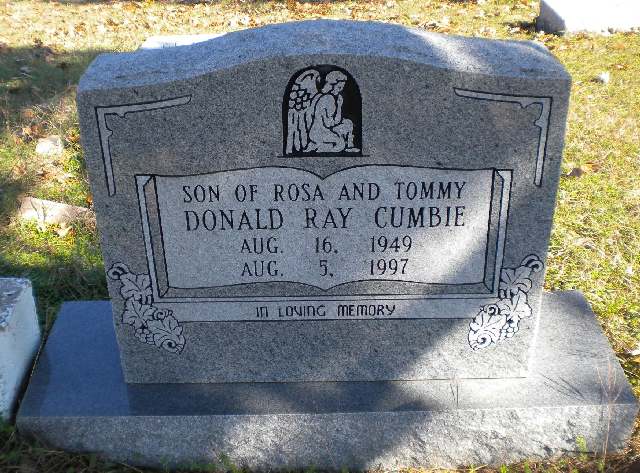 SON OF ROSA AND TOMMY
DONALD RAY CUMBIE
AUG. 16, 1949
AUG. 5, 1997
IN LOVING MEMORY